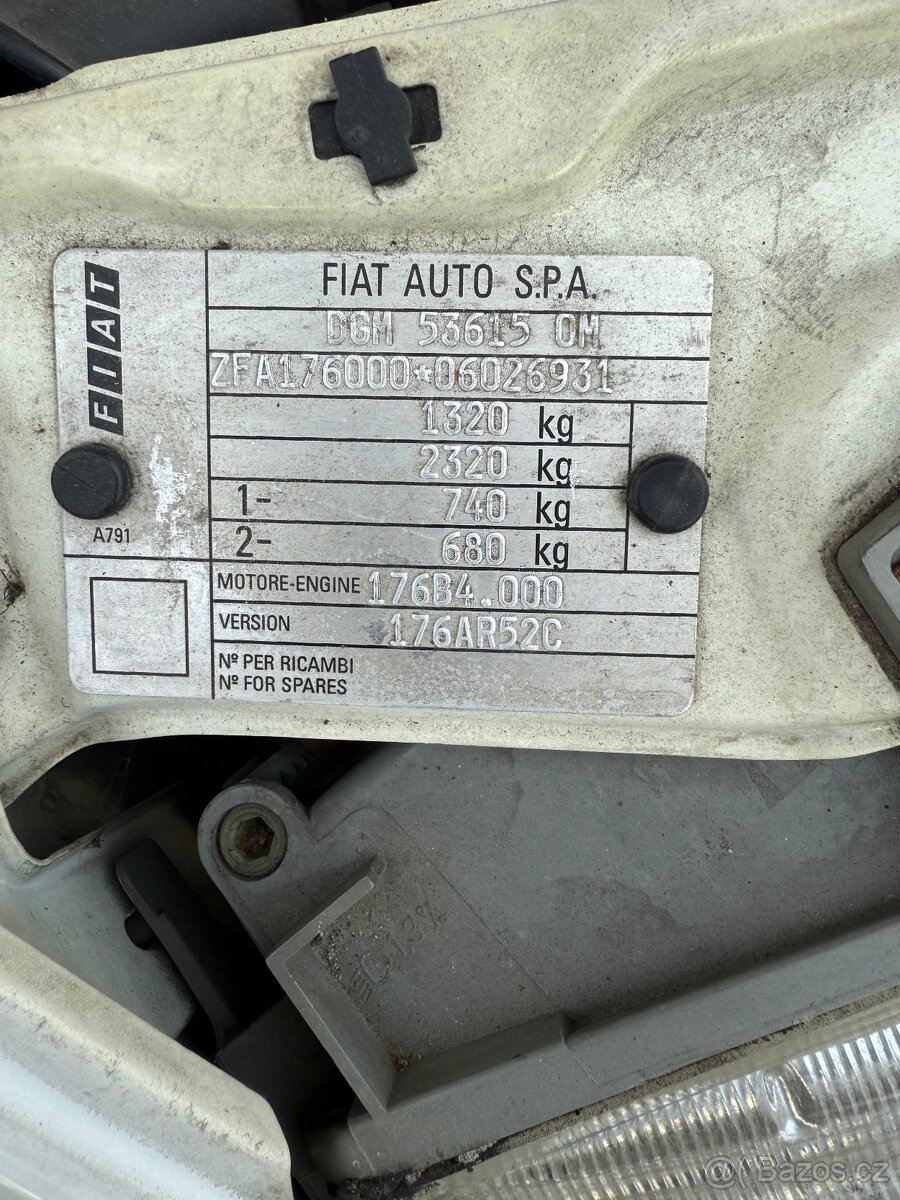 FIAT
FIAT AUTO S.P.A.
DGM 53615 OM
ZFA176000*06026931
1320 kg
2320 kg
1- 740 kg
2- 680 kg
A791
MOTORE-ENGINE 176B4.000
VERSION 176AR52C
Nº PER RICAMBI
Nº FOR SPARES
@ Bazos.cz